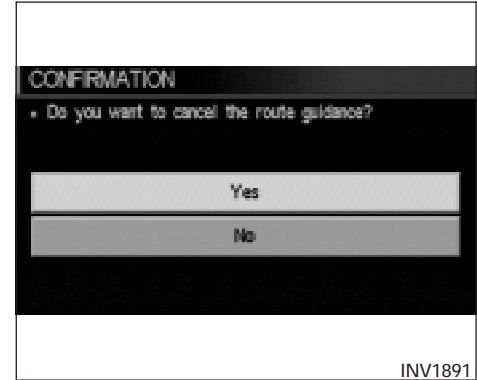 CONFIRMATION
• Do you want to cancel the route guidance?
Yes
No
INV1891